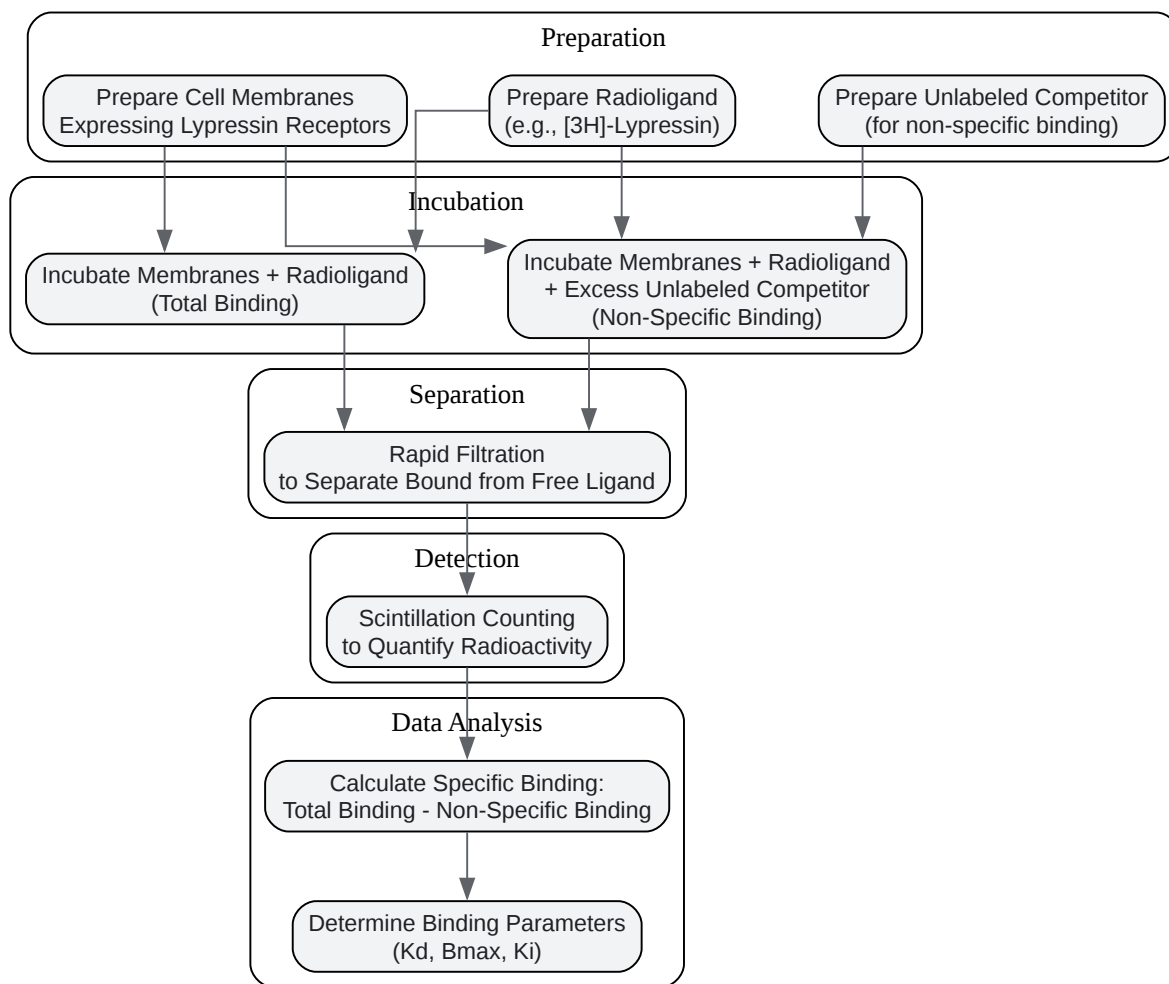 Preparation
Prepare Cell Membranes
Expressing Lypressin Receptors
Prepare Radioligand
(e.g., [3H]-Lypressin)
Prepare Unlabeled Competitor
(for non-specific binding)
Incubation
Incubate Membranes + Radioligand
(Total Binding)
Incubate Membranes + Radioligand
+ Excess Unlabeled Competitor
(Non-Specific Binding)
Separation
Rapid Filtration
to Separate Bound from Free Ligand
Detection
Scintillation Counting
to Quantify Radioactivity
Data Analysis
Calculate Specific Binding:
Total Binding - Non-Specific Binding
Determine Binding Parameters
(Kd, Bmax, Ki)